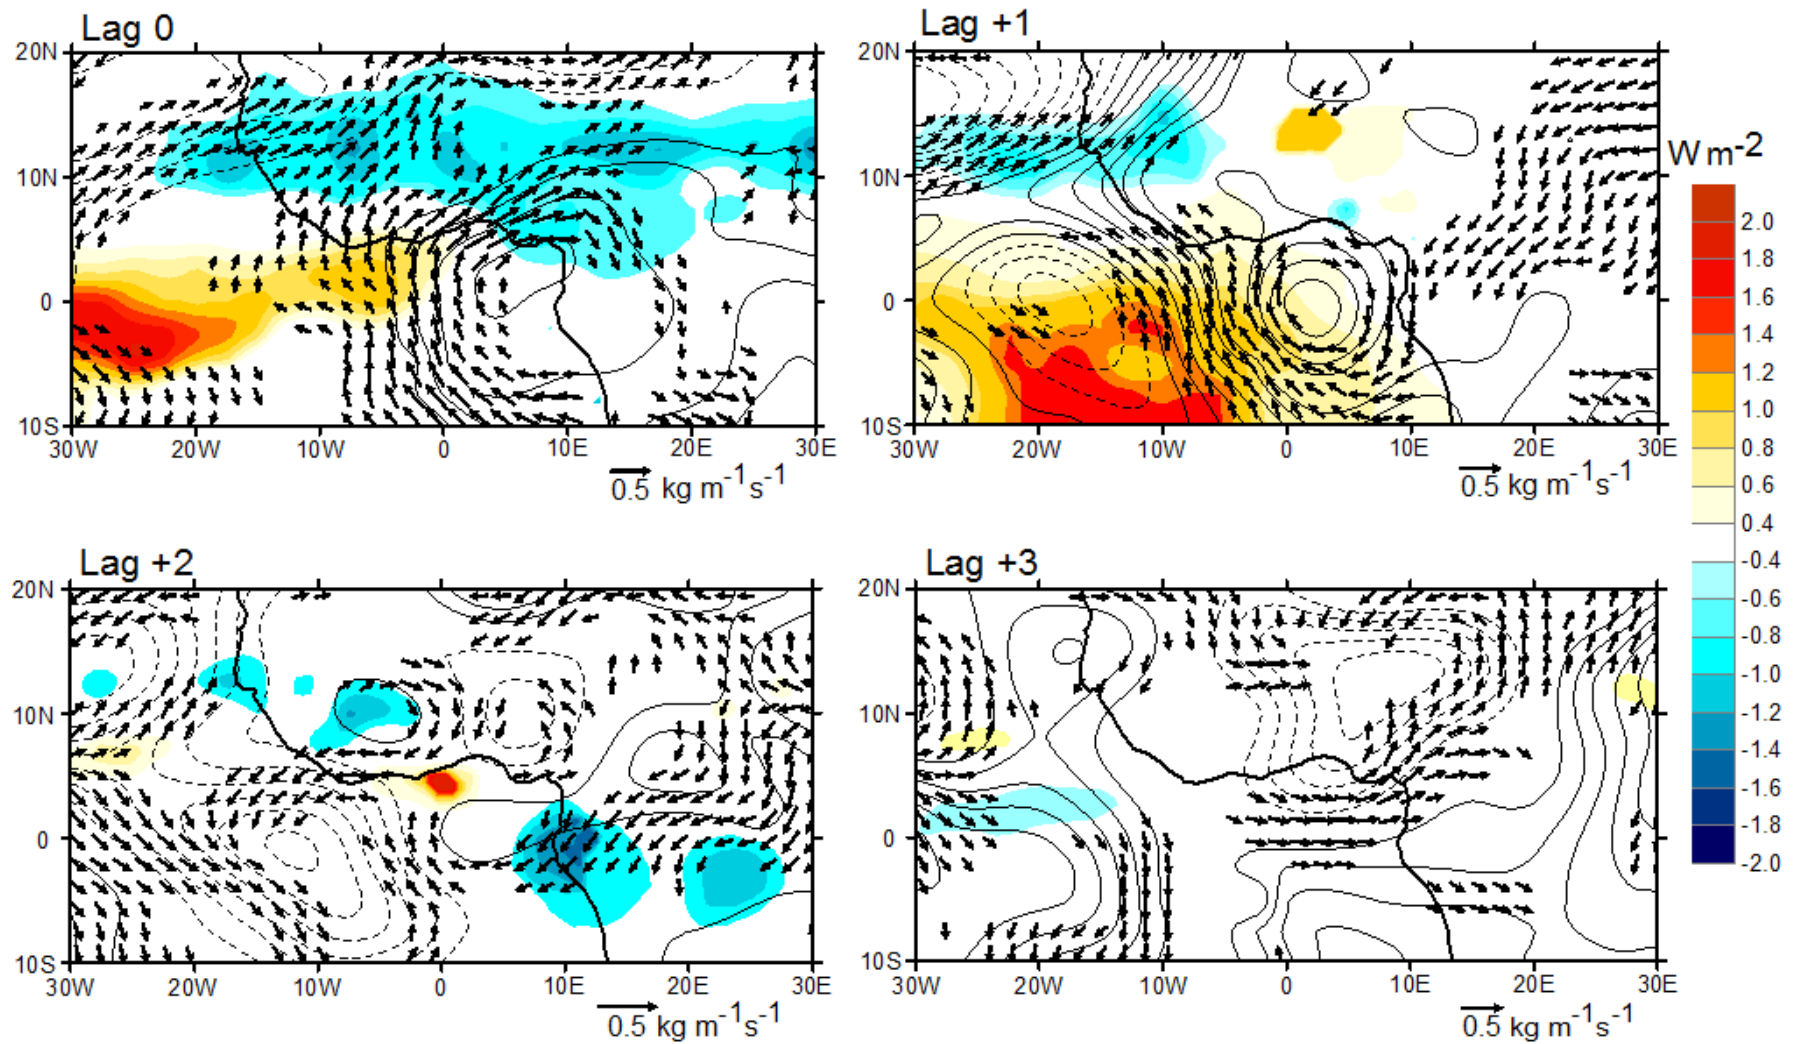 Lag 0
20N
10N
0
10S
30W 20W 10W 0 10E 20E 30E
0.5 kg m-1s-1
Lag +1
20N
10N
0
10S
30W 20W 10W 0 10E 20E 30E
0.5 kg m-1s-1
W m-2
2.0
1.8
1.6
1.4
1.2
1.0
0.8
0.6
0.4
-0.4
-0.6
-0.8
-1.0
-1.2
-1.4
-1.6
-1.8
-2.0
Lag +2
20N
10N
0
10S
30W 20W 10W 0 10E 20E 30E
0.5 kg m-1s-1
Lag +3
20N
10N
0
10S
30W 20W 10W 0 10E 20E 30E
0.5 kg m-1s-1